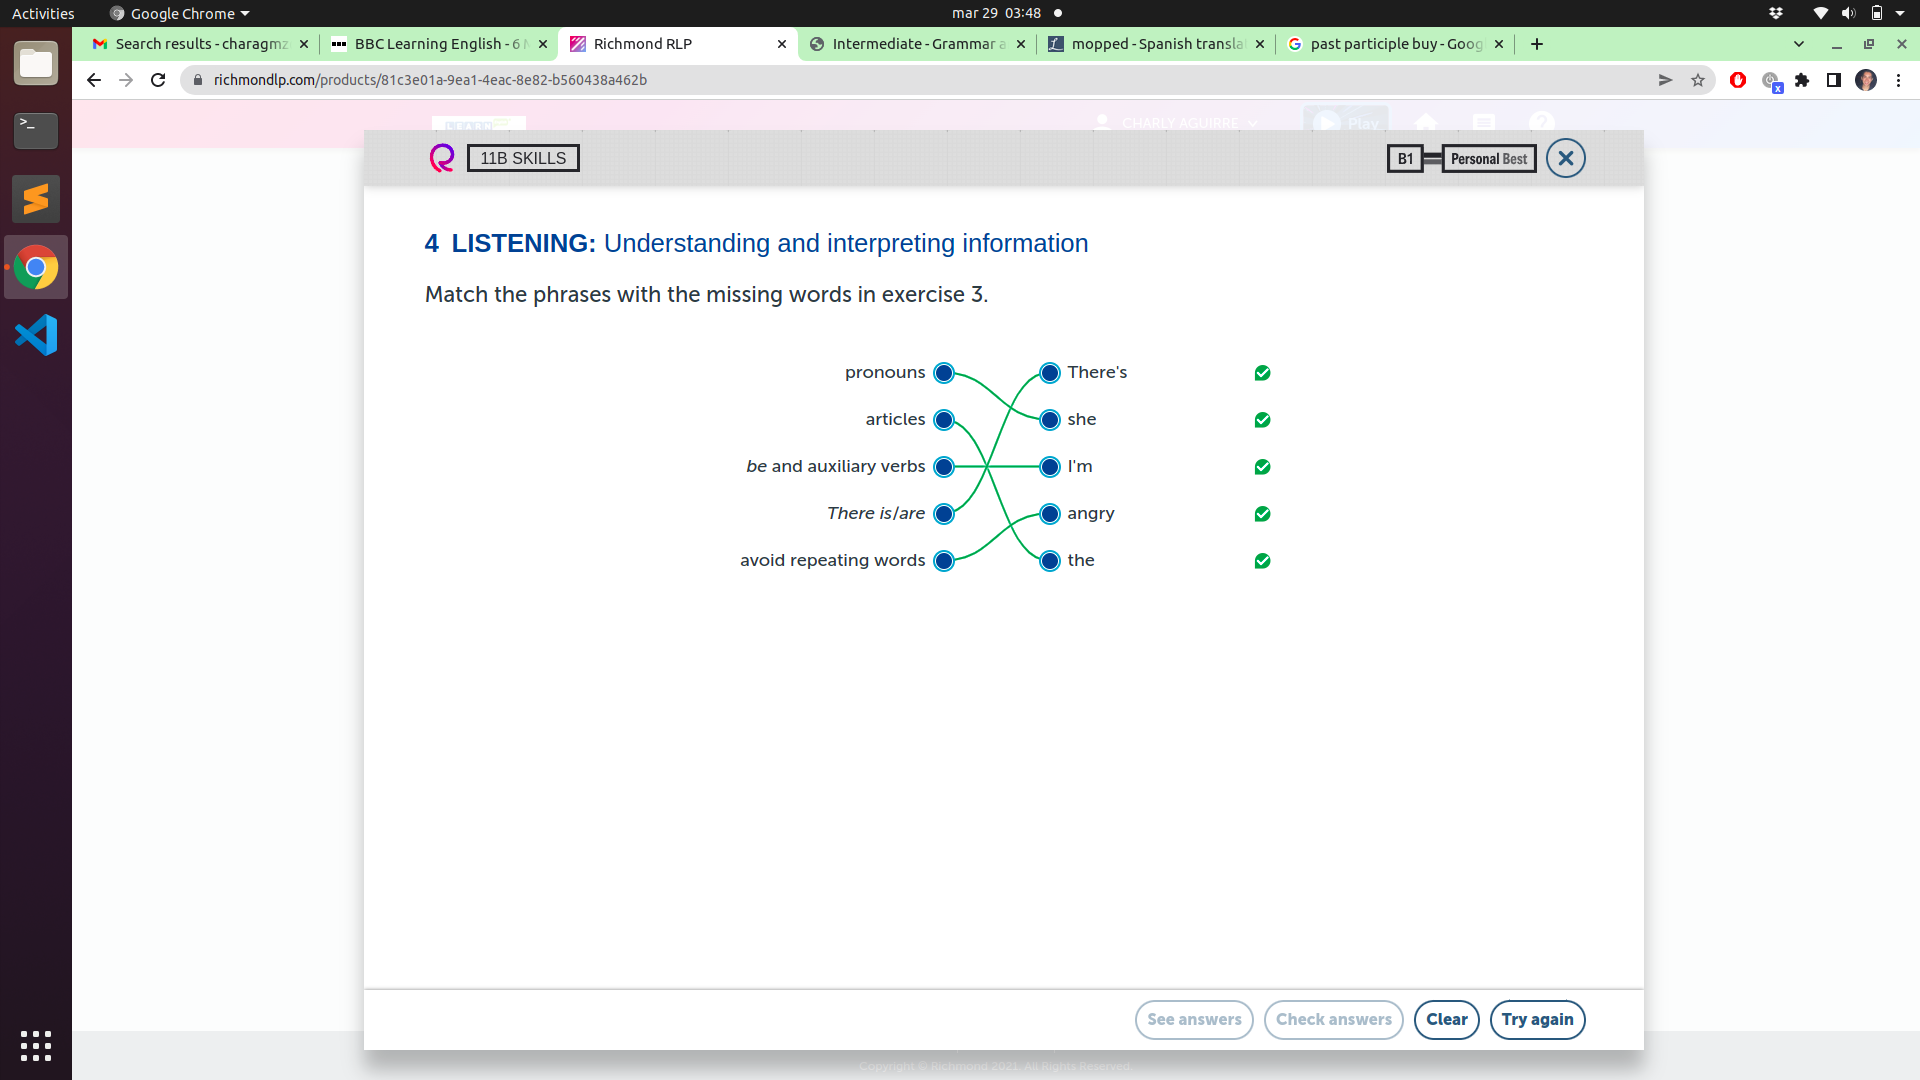 Activities
Google Chrome
mar 29 03:48
Search results - charagmz
BBC Learning English - 6
Richmond RLP
Intermediate - Grammar a
mopped - Spanish transla
past participle buy - Goog
richmondlp.com/products/81c3e01a-9ea1-4eac-8e82-b560438a462b
LEARN
CHARLY AGUIRRE
Play
11B SKILLS
B1
Personal Best
4 LISTENING: Understanding and interpreting information
Match the phrases with the missing words in exercise 3.
pronouns
There's
articles
she
be and auxiliary verbs
I'm
There is/are
angry
avoid repeating words
the
See answers
Check answers
Clear
Try again
Copyright © Richmond 2021. All Rights Reserved.